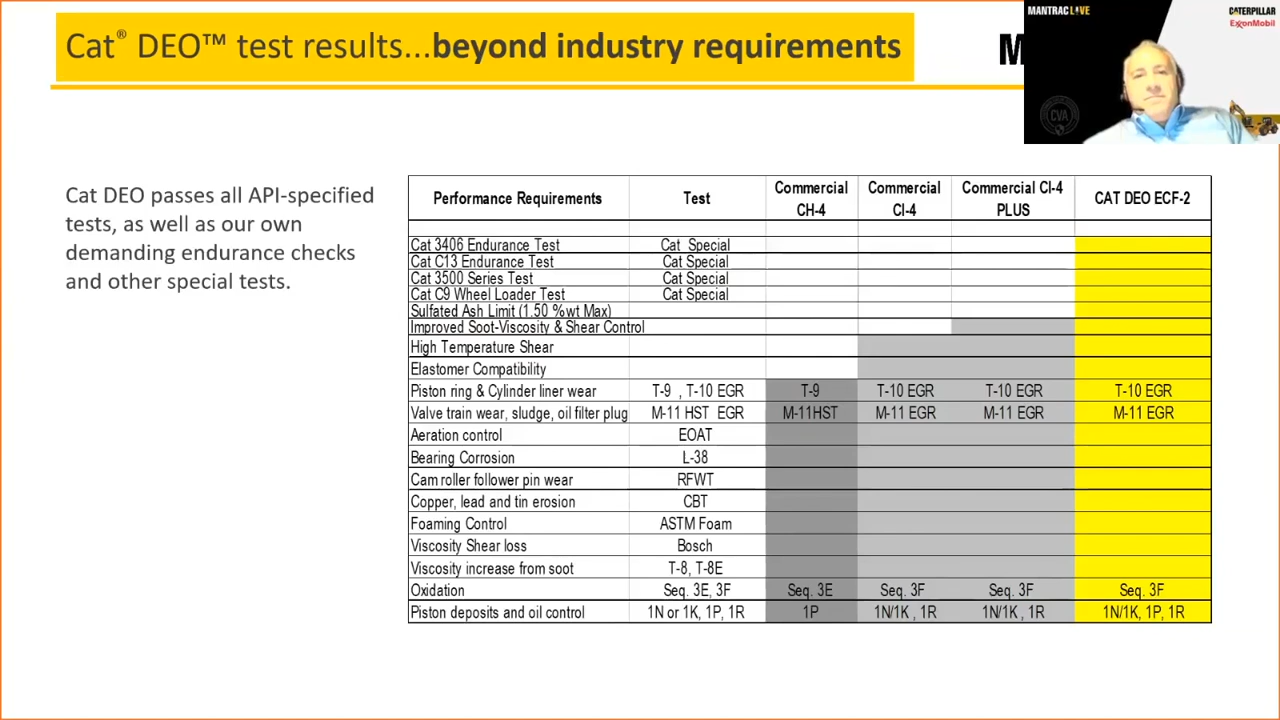 Cat® DEO™ test results...beyond industry requirements
M
MANTRAC LIVE
CATERPILLAR
ExxonMobil
CVA
Cat DEO passes all API-specified
tests, as well as our own
demanding endurance checks
and other special tests.
Performance Requirements Test Commercial CH-4 Commercial CI-4 Commercial CI-4 PLUS CAT DEO ECF-2
Cat 3406 Endurance Test Cat Special
Cat C13 Endurance Test Cat Special
Cat 3500 Series Test Cat Special
Cat C9 Wheel Loader Test Cat Special
Sulfated Ash Limit (1.50 %wt Max)
Improved Soot-Viscosity & Shear Control
High Temperature Shear
Elastomer Compatibility
Piston ring & Cylinder liner wear T-9 , T-10 EGR T-9 T-10 EGR T-10 EGR T-10 EGR
Valve train wear, sludge, oil filter plug M-11 HST EGR M-11HST M-11 EGR M-11 EGR M-11 EGR
Aeration control EOAT
Bearing Corrosion L-38
Cam roller follower pin wear RFWT
Copper, lead and tin erosion CBT
Foaming Control ASTM Foam
Viscosity Shear loss Bosch
Viscosity increase from soot T-8, T-8E
Oxidation Seq. 3E, 3F Seq. 3E Seq. 3F Seq. 3F Seq. 3F
Piston deposits and oil control 1N or 1K, 1P, 1R 1P 1N/1K , 1R 1N/1K , 1R 1N/1K, 1P, 1R